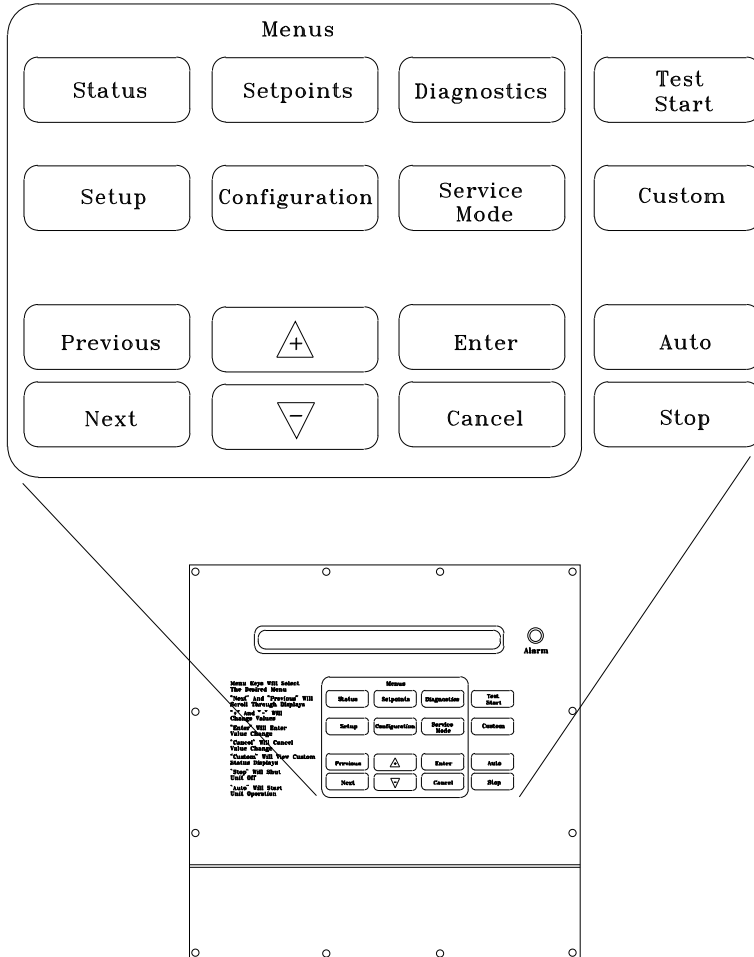 Menus
Status
Setpoints
Diagnostics
Test
Start
Setup
Configuration
Service
Mode
Custom
Previous
+
Enter
Auto
Next
-
Cancel
Stop
Alarm
Menu Keys Will Select
The Desired Menu
"Next" And "Previous" Will
Scroll Through Displays
"+" And "-" Will
Change Values
"Enter" Will Enter
Value Change
"Cancel" Will Cancel
Value Change
"Custom" Will View Custom
Status Displays
"Stop" Will Shut
Unit Off
"Auto" Will Start
Unit Operation
Menus
Status
Setpoints
Diagnostics
Test
Start
Setup
Configuration
Service
Mode
Custom
Previous
+
Enter
Auto
Next
-
Cancel
Stop